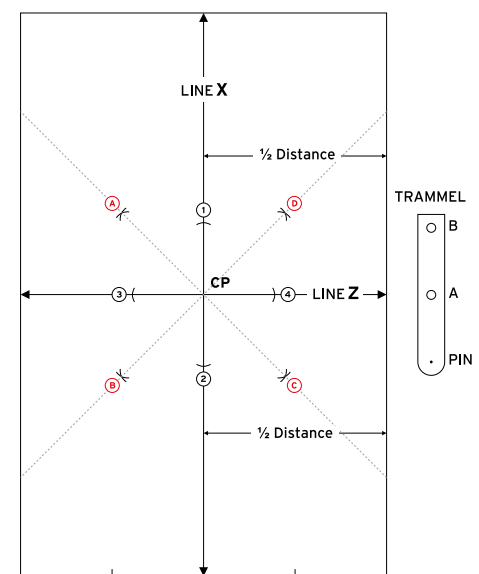 LINE X
½ Distance
A
1
D
TRAMMEL
B
CP
3
4
LINE Z
A
2
B
C
PIN
½ Distance